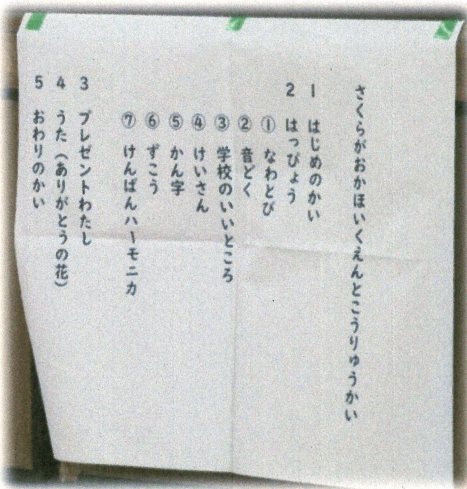 さくらがおかほいくえんとこうりゅうかい
1 はじめのかい
2 はっぴょう
① なわとび
② 音どく
③ 学校のいいところ
④ けいさん
⑤ かん字
⑥ ずこう
⑦ けんばんハーモニカ
3 プレゼントわたし
4 うた（ありがとうの花）
5 おわりのかい